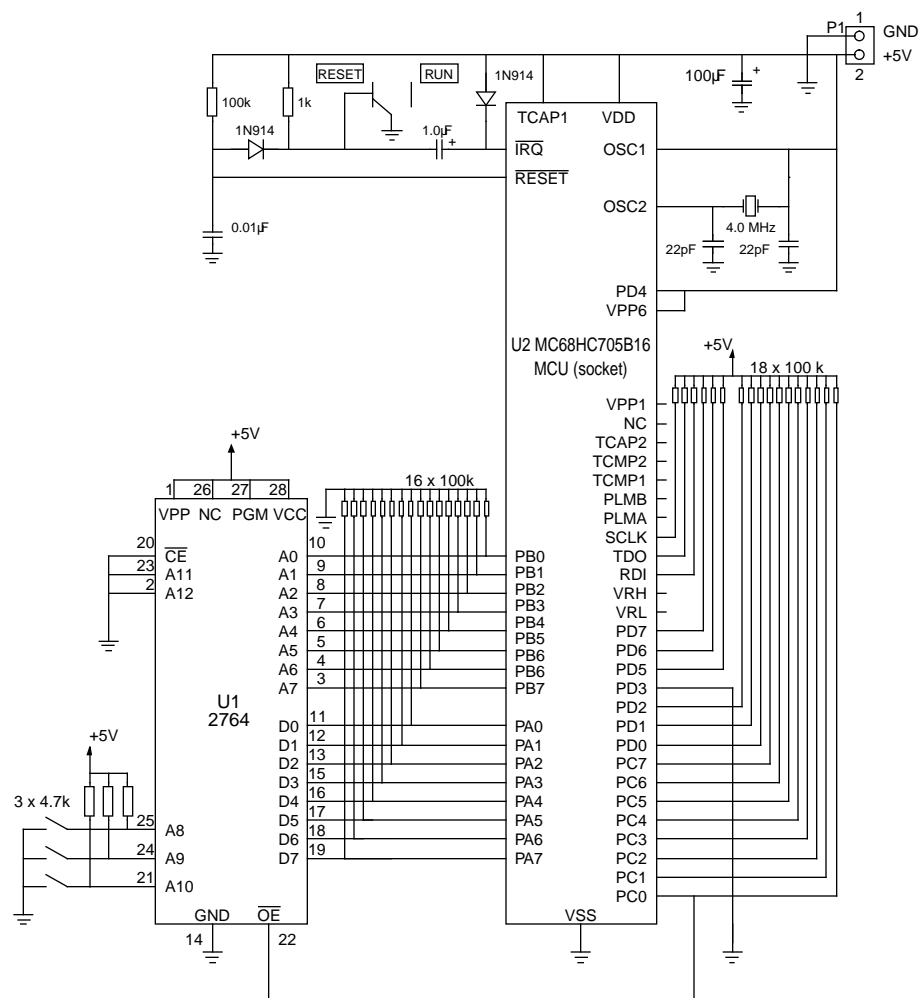 P1
1
GND
+5V
2
RESET
RUN
1N914
100µF
+
100k
1k
TCAP1
VDD
1N914
1.0µF
+
IRQ
OSC1
RESET
OSC2
0.01µF
4.0 MHz
22pF
22pF
PD4
VPP6
U2 MC68HC705B16
MCU (socket)
+5V
18 x 100 k
VPP1
NC
TCAP2
TCMP2
TCMP1
PLMB
PLMA
SCLK
TDO
RDI
VRH
VRL
PD7
PD6
PD5
PD3
PD2
PD1
PD0
PC7
PC6
PC5
PC4
PC3
PC2
PC1
PC0
+5V
16 x 100k
1 26 27 28
VPP NC PGM VCC
20 CE
23 A11
2 A12
A0 10 PB0
A1 9 PB1
A2 8 PB2
A3 7 PB3
A4 6 PB4
A5 5 PB5
A6 4 PB6
PB6
A7 3 PB7
U1
2764
D0 11 PA0
D1 12 PA1
D2 13 PA2
D3 15 PA3
D4 16 PA4
D5 17 PA5
D6 18 PA6
D7 19 PA7
+5V
3 x 4.7k
25 A8
24 A9
21 A10
GND OE
14 22
VSS